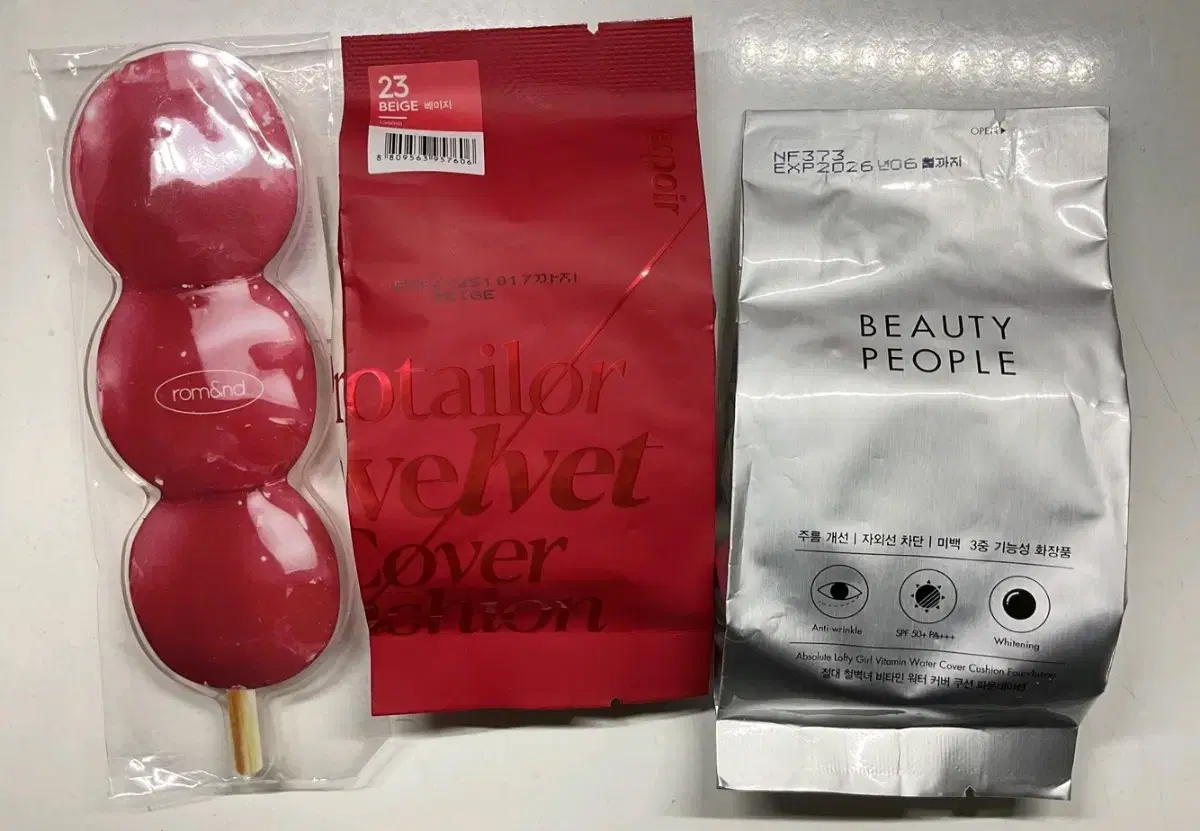 rom&nd
23
BEIGE 베이지
8 809563 957606
espoir
BEIGE
protailør
velvet
Cøver
cushion
OPEN▶
NF373
EXP2026년06월까지
BEAUTY
PEOPLE
주름 개선 | 자외선 차단 | 미백 3중 기능성 화장품
Anti-wrinkle
SPF 50+ PA+++
Whitening
Absolute Lofty Girl Vitamin Water Cover Cushion Foundation
절대 철벽녀 비타민 워터 커버 쿠션 파운데이션